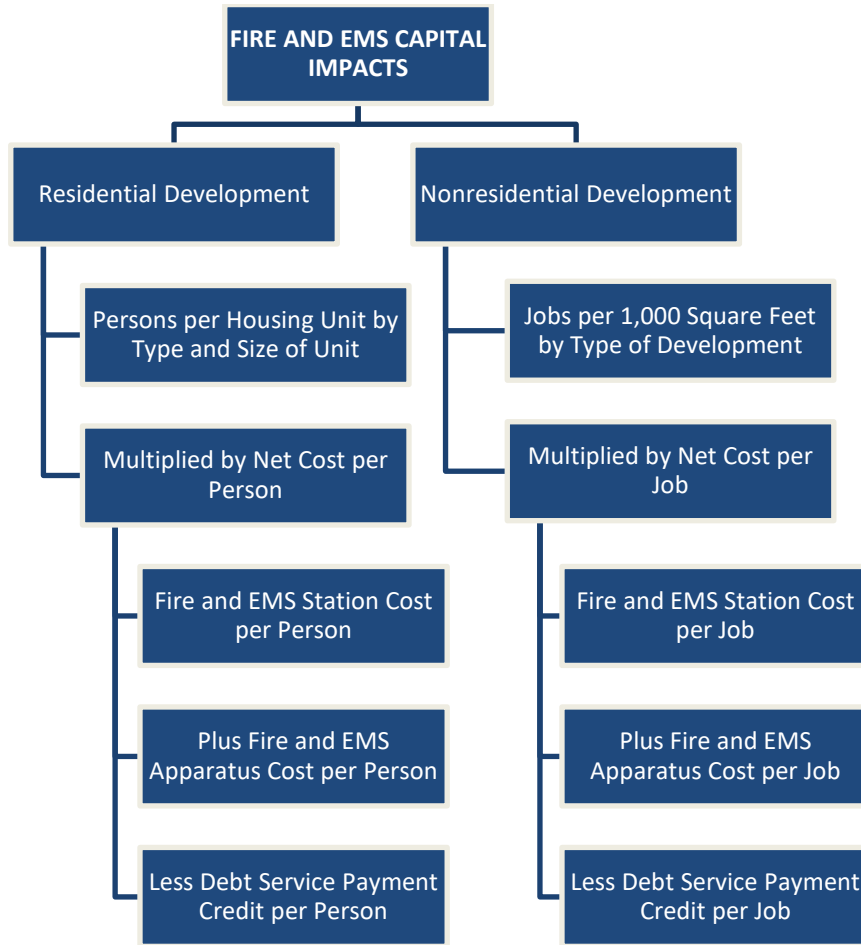 FIRE AND EMS CAPITAL
IMPACTS
Residential Development
Nonresidential Development
Persons per Housing Unit by
Type and Size of Unit
Jobs per 1,000 Square Feet
by Type of Development
Multiplied by Net Cost per
Person
Multiplied by Net Cost per
Job
Fire and EMS Station Cost
per Person
Fire and EMS Station Cost
per Job
Plus Fire and EMS
Apparatus Cost per Person
Plus Fire and EMS
Apparatus Cost per Job
Less Debt Service Payment
Credit per Person
Less Debt Service Payment
Credit per Job